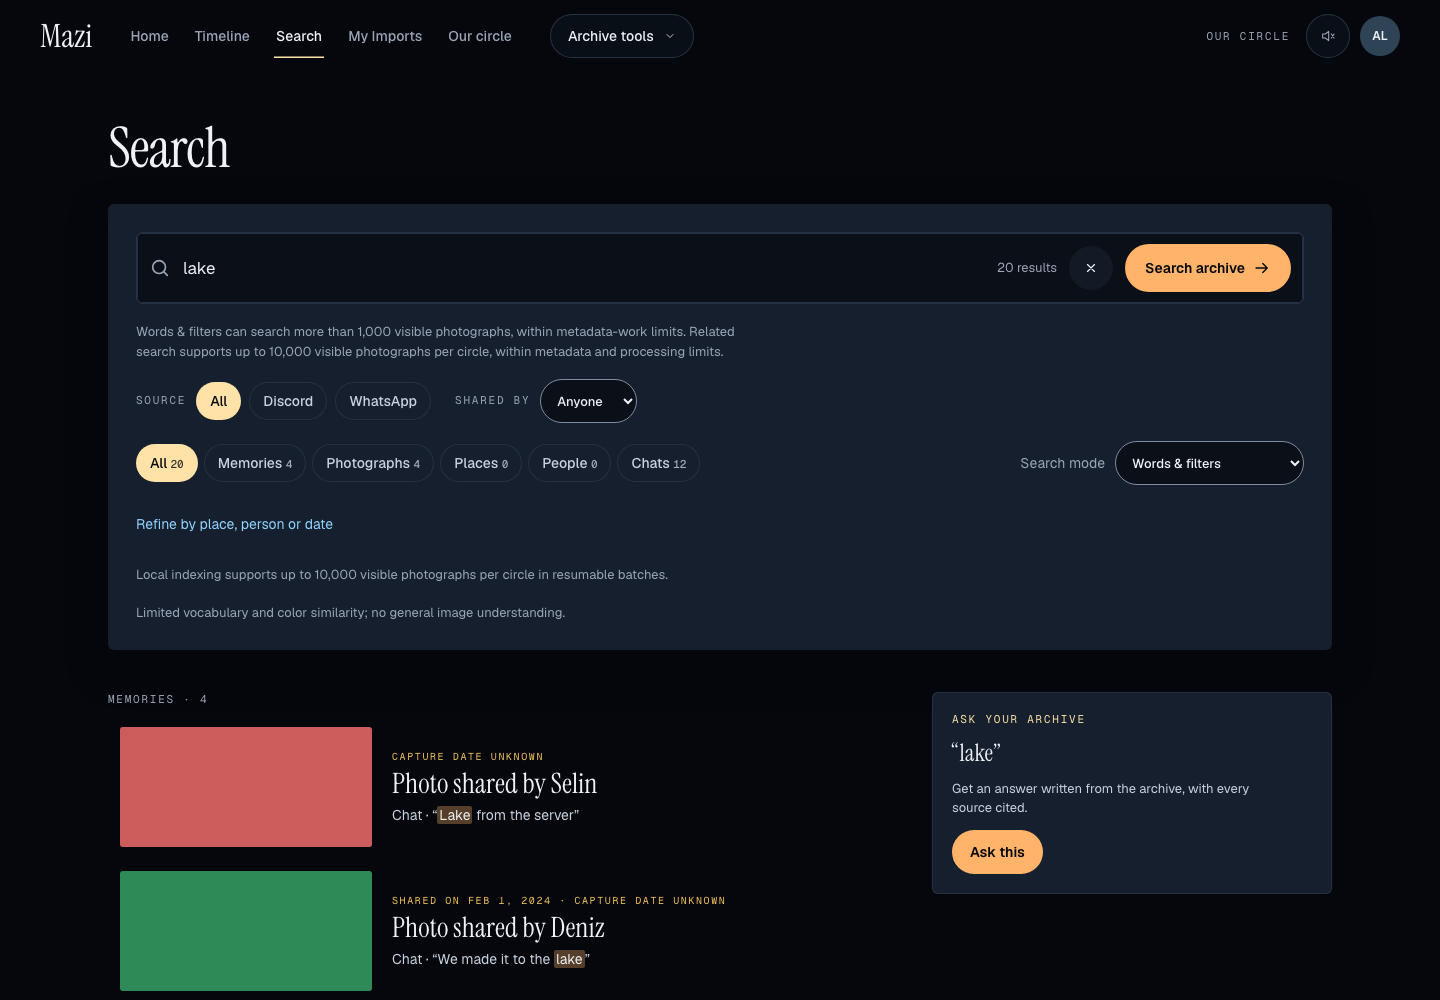 Mazi
Home
Timeline
Search
My Imports
Our circle
Archive tools
OUR CIRCLE
AL
Search
lake
20 results
Search archive
Words & filters can search more than 1,000 visible photographs, within metadata-work limits. Related
search supports up to 10,000 visible photographs per circle, within metadata and processing limits.
SOURCE
All
Discord
WhatsApp
SHARED BY
Anyone
All 20
Memories 4
Photographs 4
Places 0
People 0
Chats 12
Search mode
Words & filters
Refine by place, person or date
Local indexing supports up to 10,000 visible photographs per circle in resumable batches.
Limited vocabulary and color similarity; no general image understanding.
MEMORIES · 4
CAPTURE DATE UNKNOWN
Photo shared by Selin
Chat · “Lake from the server”
SHARED ON FEB 1, 2024 · CAPTURE DATE UNKNOWN
Photo shared by Deniz
Chat · “We made it to the lake”
ASK YOUR ARCHIVE
“lake”
Get an answer written from the archive, with every
source cited.
Ask this